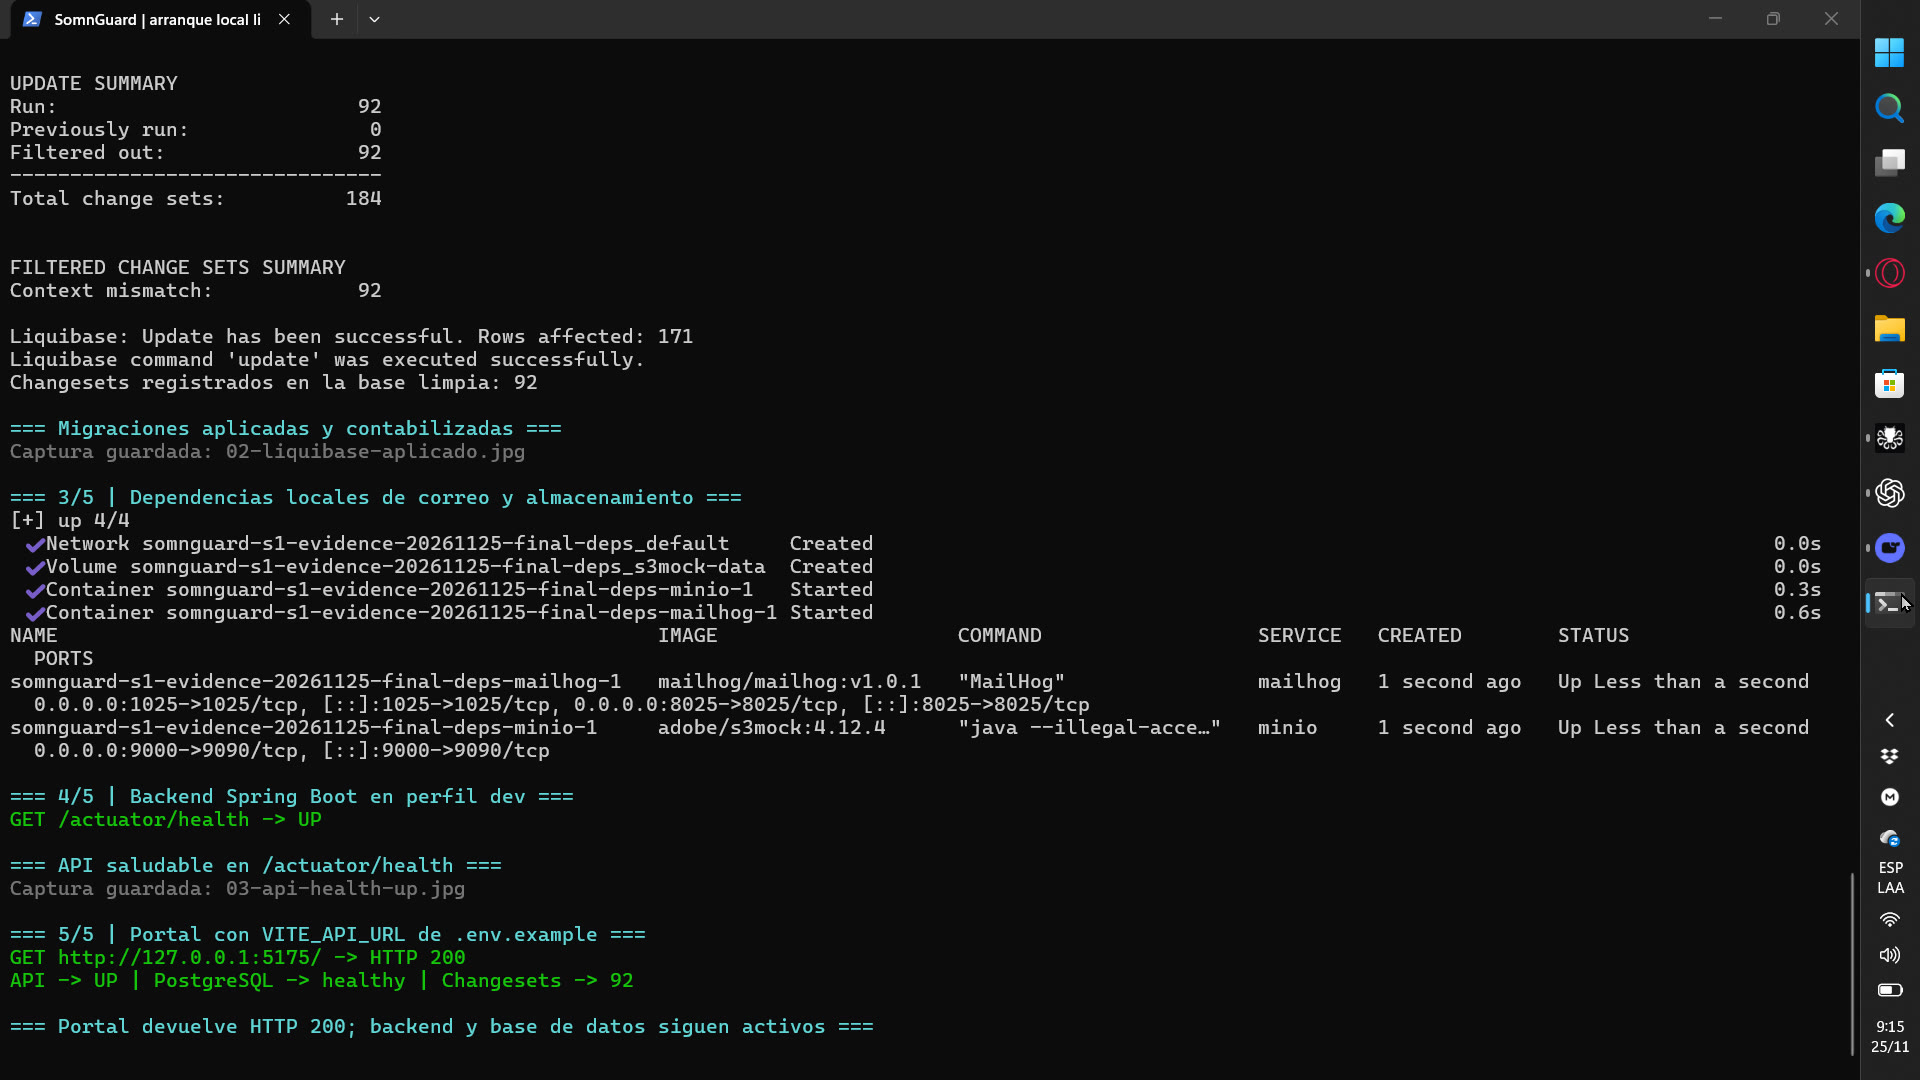 SomnGuard | arranque local li
UPDATE SUMMARY
Run: 92
Previously run: 0
Filtered out: 92
-------------------------------
Total change sets: 184
FILTERED CHANGE SETS SUMMARY
Context mismatch: 92
Liquibase: Update has been successful. Rows affected: 171
Liquibase command 'update' was executed successfully.
Changesets registrados en la base limpia: 92
=== Migraciones aplicadas y contabilizadas ===
Captura guardada: 02-liquibase-aplicado.jpg
=== 3/5 | Dependencias locales de correo y almacenamiento ===
[+] up 4/4
✔Network somnguard-s1-evidence-20261125-final-deps_default Created 0.0s
✔Volume somnguard-s1-evidence-20261125-final-deps_s3mock-data Created 0.0s
✔Container somnguard-s1-evidence-20261125-final-deps-minio-1 Started 0.3s
✔Container somnguard-s1-evidence-20261125-final-deps-mailhog-1 Started 0.6s
NAME IMAGE COMMAND SERVICE CREATED STATUS
PORTS
somnguard-s1-evidence-20261125-final-deps-mailhog-1 mailhog/mailhog:v1.0.1 "MailHog" mailhog 1 second ago Up Less than a second
0.0.0.0:1025->1025/tcp, [::]:1025->1025/tcp, 0.0.0.0:8025->8025/tcp, [::]:8025->8025/tcp
somnguard-s1-evidence-20261125-final-deps-minio-1 adobe/s3mock:4.12.4 "java --illegal-acce…" minio 1 second ago Up Less than a second
0.0.0.0:9000->9090/tcp, [::]:9000->9090/tcp
=== 4/5 | Backend Spring Boot en perfil dev ===
GET /actuator/health -> UP
=== API saludable en /actuator/health ===
Captura guardada: 03-api-health-up.jpg
=== 5/5 | Portal con VITE_API_URL de .env.example ===
GET http://127.0.0.1:5175/ -> HTTP 200
API -> UP | PostgreSQL -> healthy | Changesets -> 92
=== Portal devuelve HTTP 200; backend y base de datos siguen activos ===
ESP
LAA
9:15
25/11